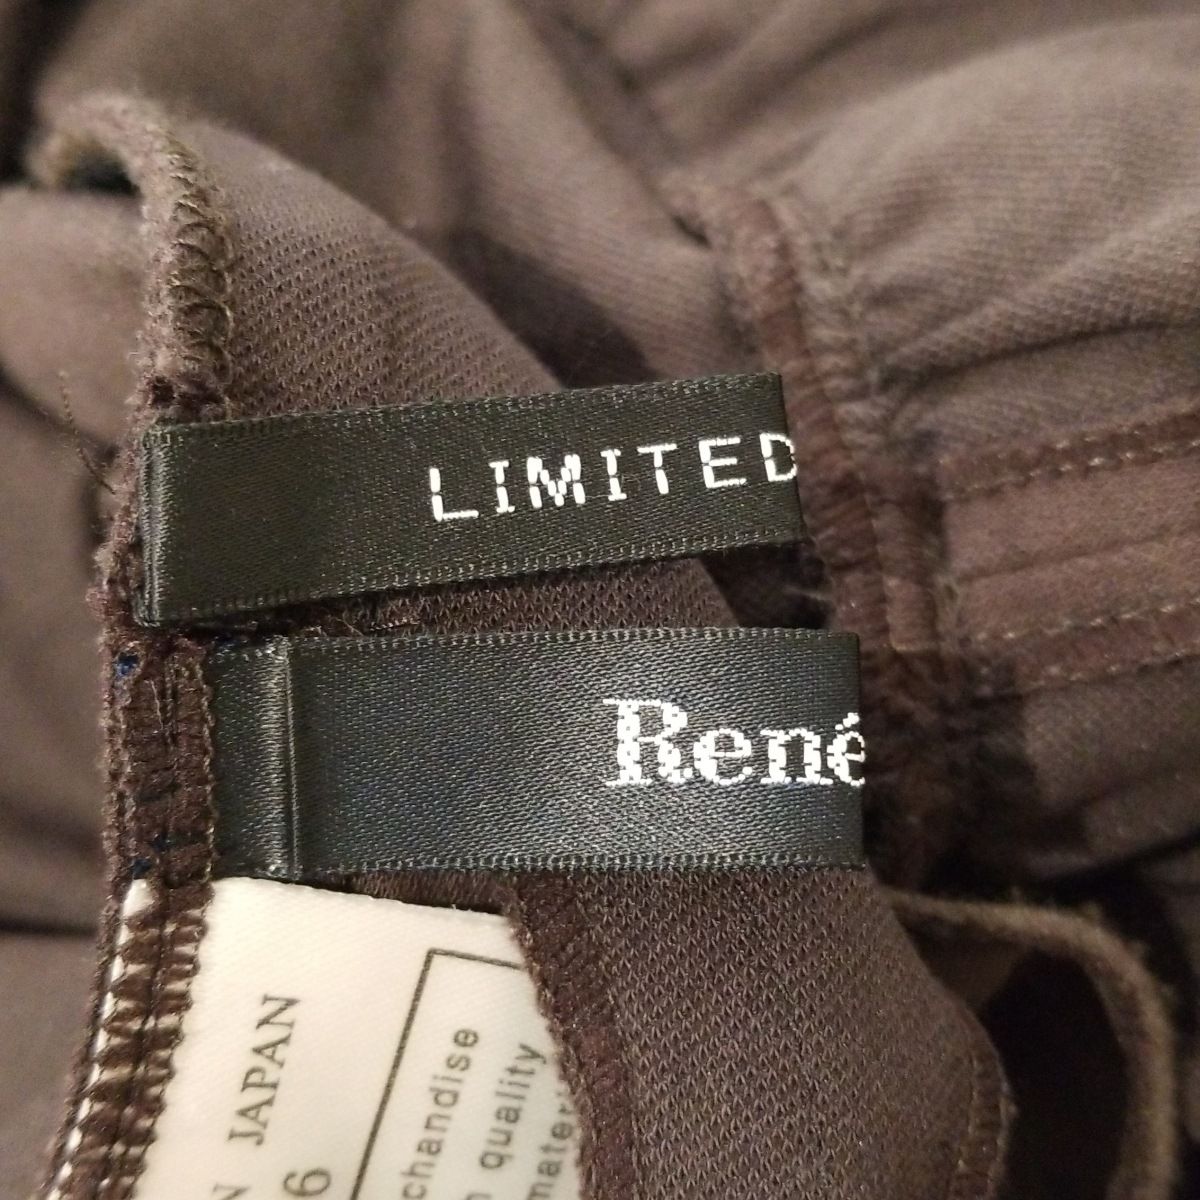 LIMITED
René
N JAPAN
6
chandise
n quality
materi